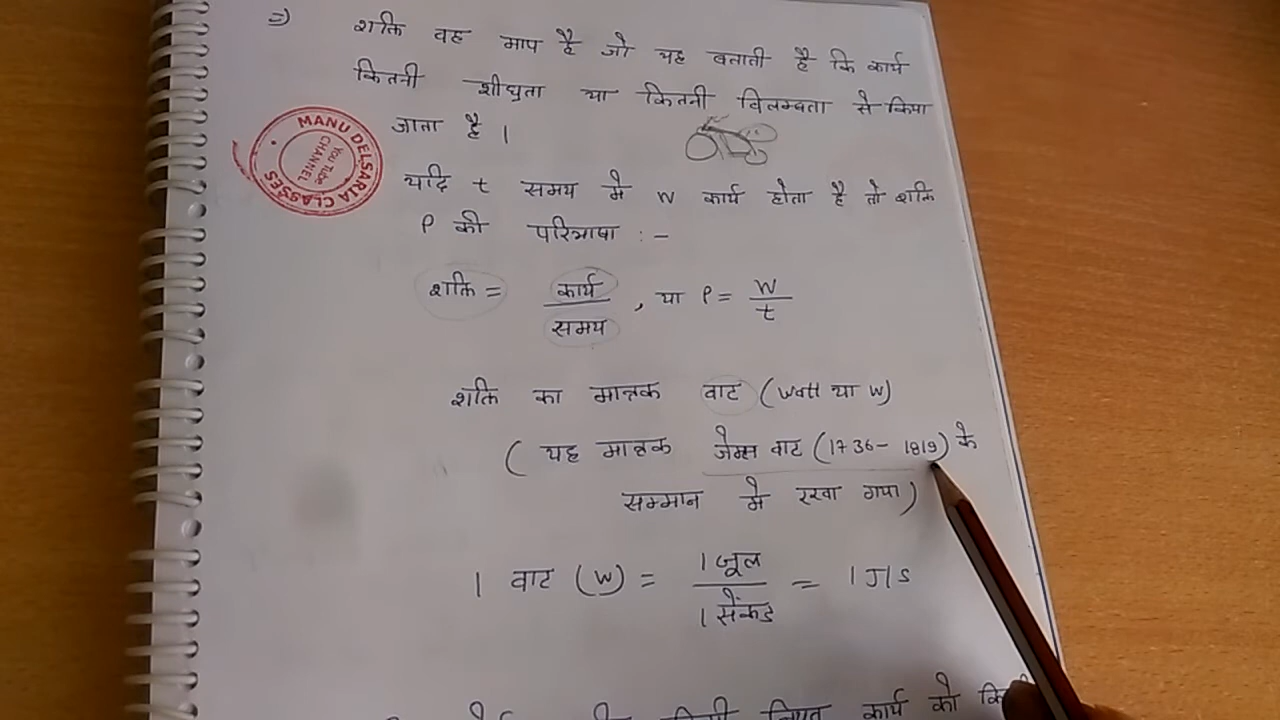 =) शक्ति वह माप है जो यह बताती है कि कार्य
कितनी शीघ्रता या कितनी विलम्बता से किया
जाता है ।
MANU DELSARIA CLASSES
YouTube
CHANNEL
यदि t समय मे W कार्य होता है तो शक्ति
P की परिभाषा :-
शक्ति = कार्य / समय , या P = W / t
शक्ति का मात्रक वाट (Watt या W)
( यह मात्रक जेम्स वाट (1736- 1819) के
सम्मान मे रखा गया)
1 वाट (W) = 1 जूल / 1 सेंकड = 1 J/s
कार्य को